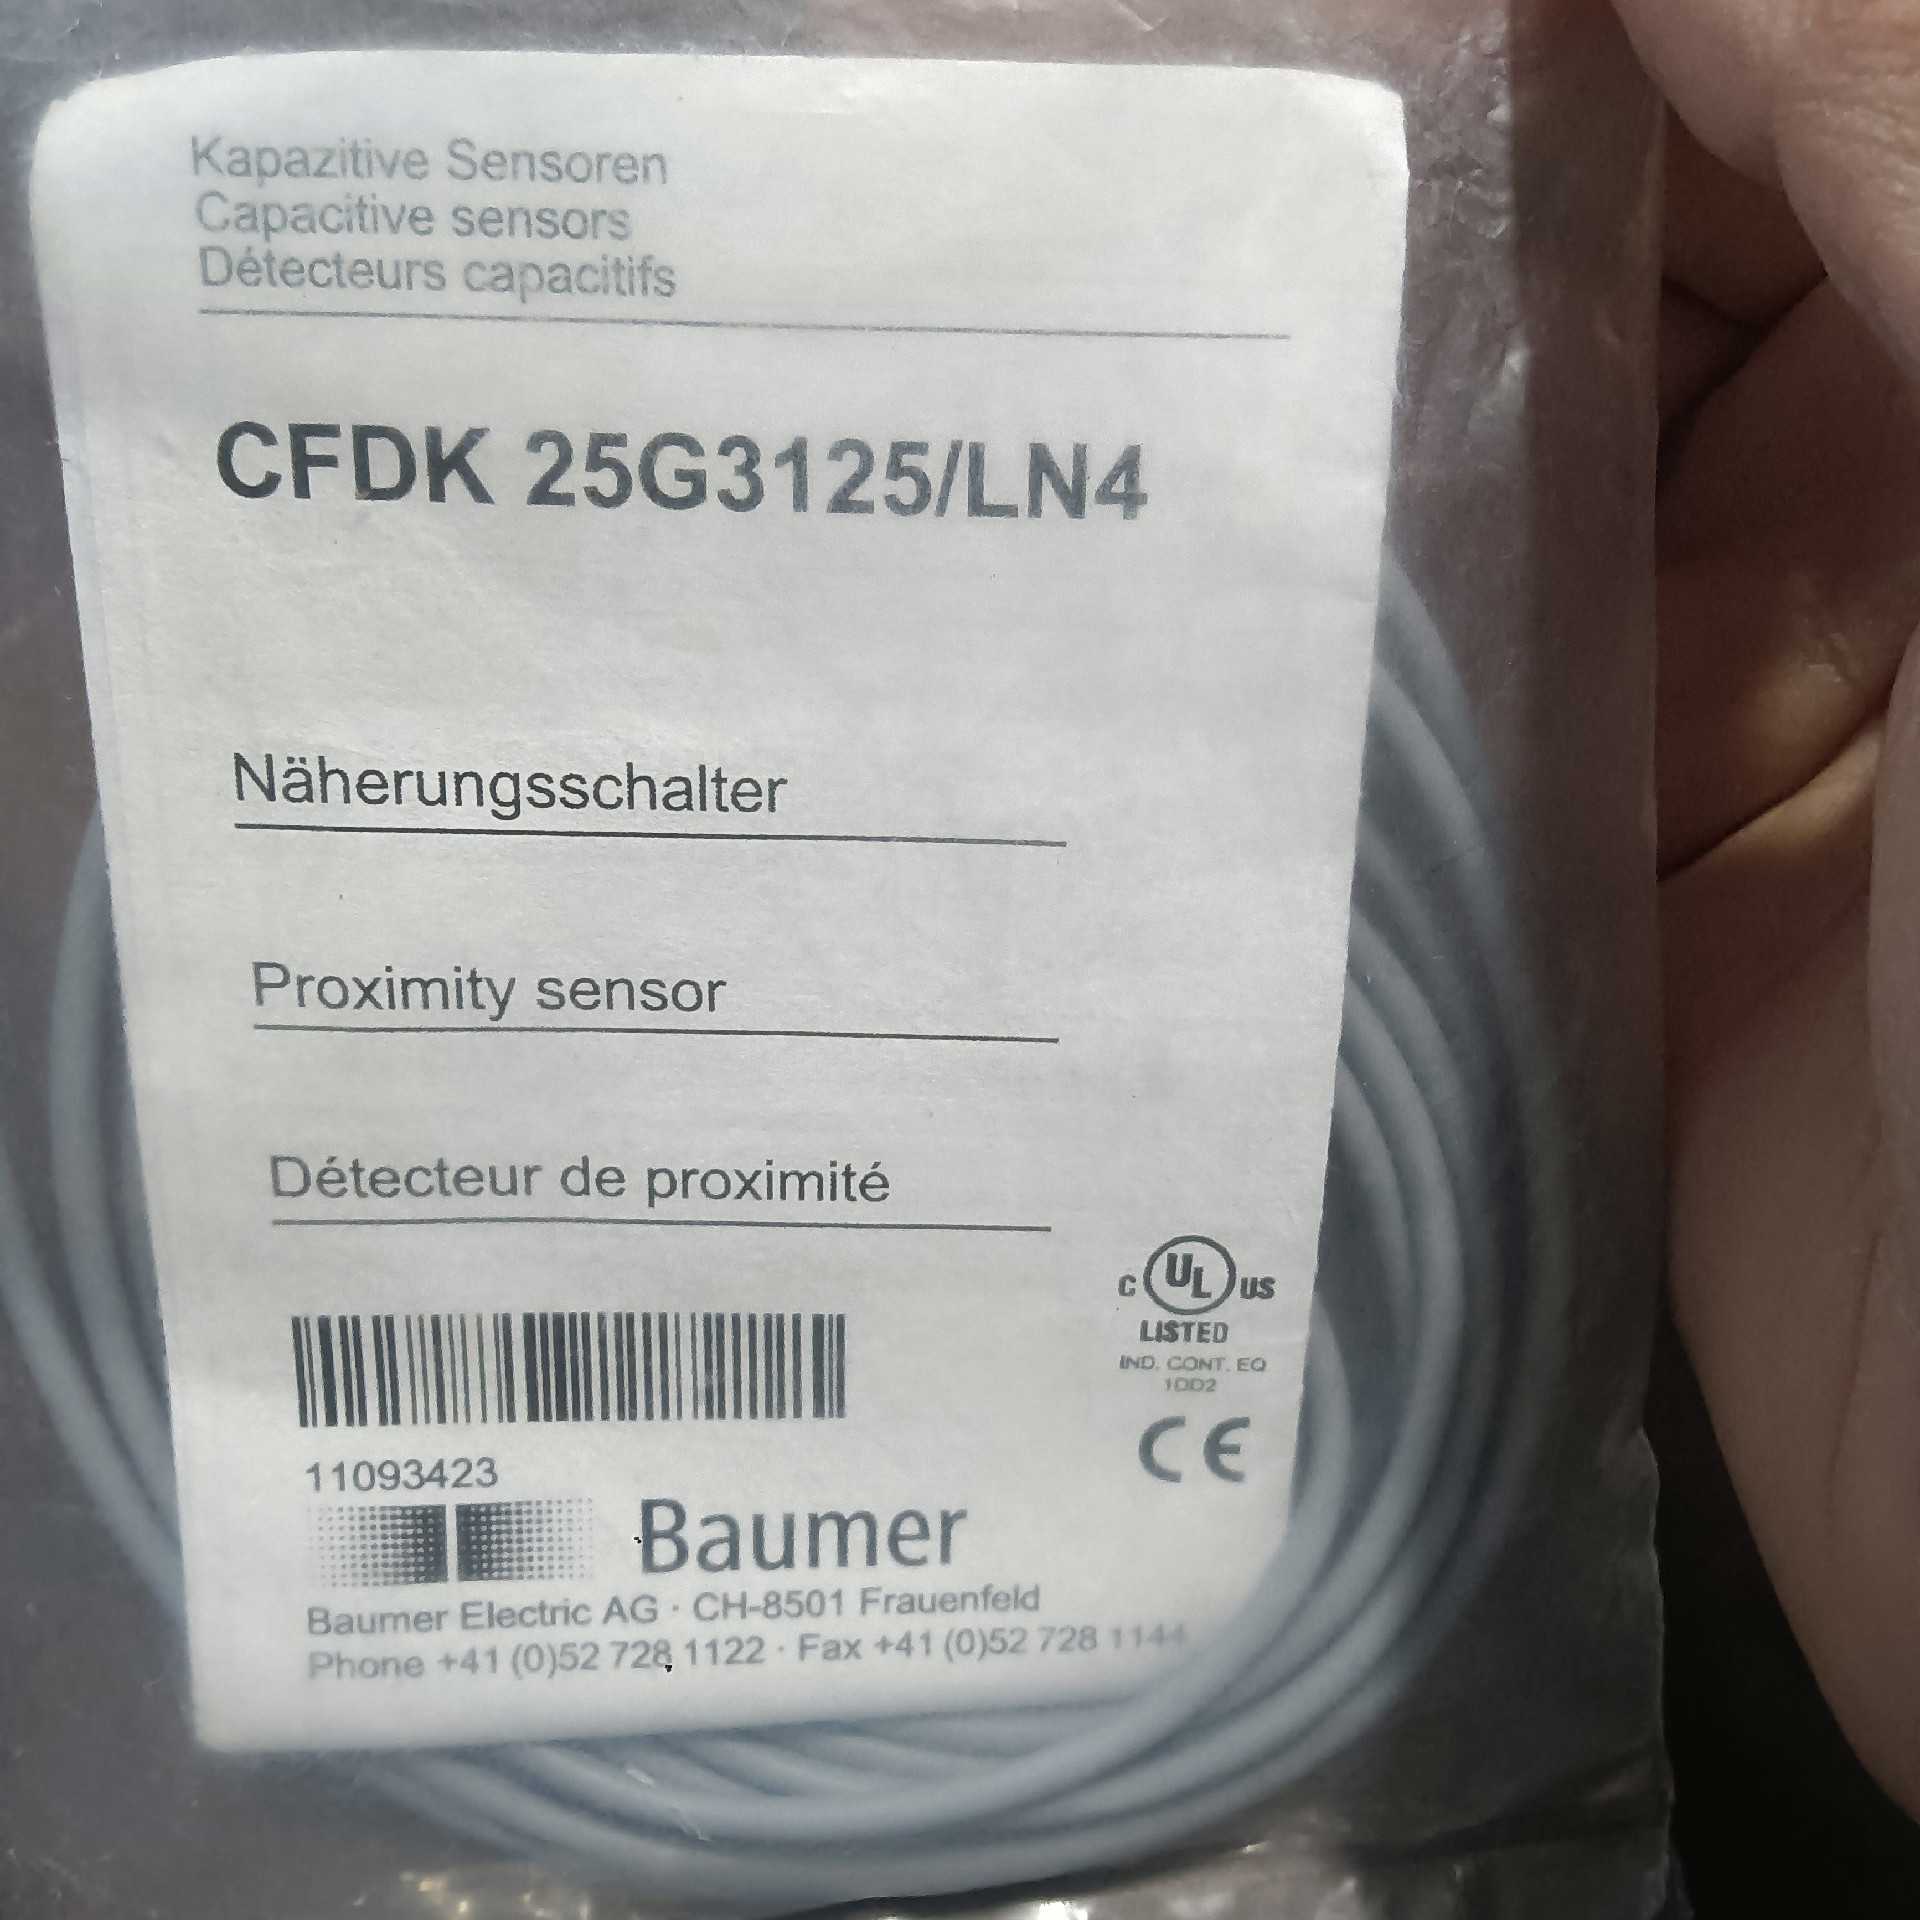 Kapazitive Sensoren
Capacitive sensors
Détecteurs capacitifs
CFDK 25G3125/LN4
Näherungsschalter
Proximity sensor
Détecteur de proximité
C UL US
LISTED
IND. CONT. EQ
1DD2
CE
11093423
Baumer
Baumer Electric AG · CH-8501 Frauenfeld
Phone +41 (0)52 728 1122 · Fax +41 (0)52 728 1144